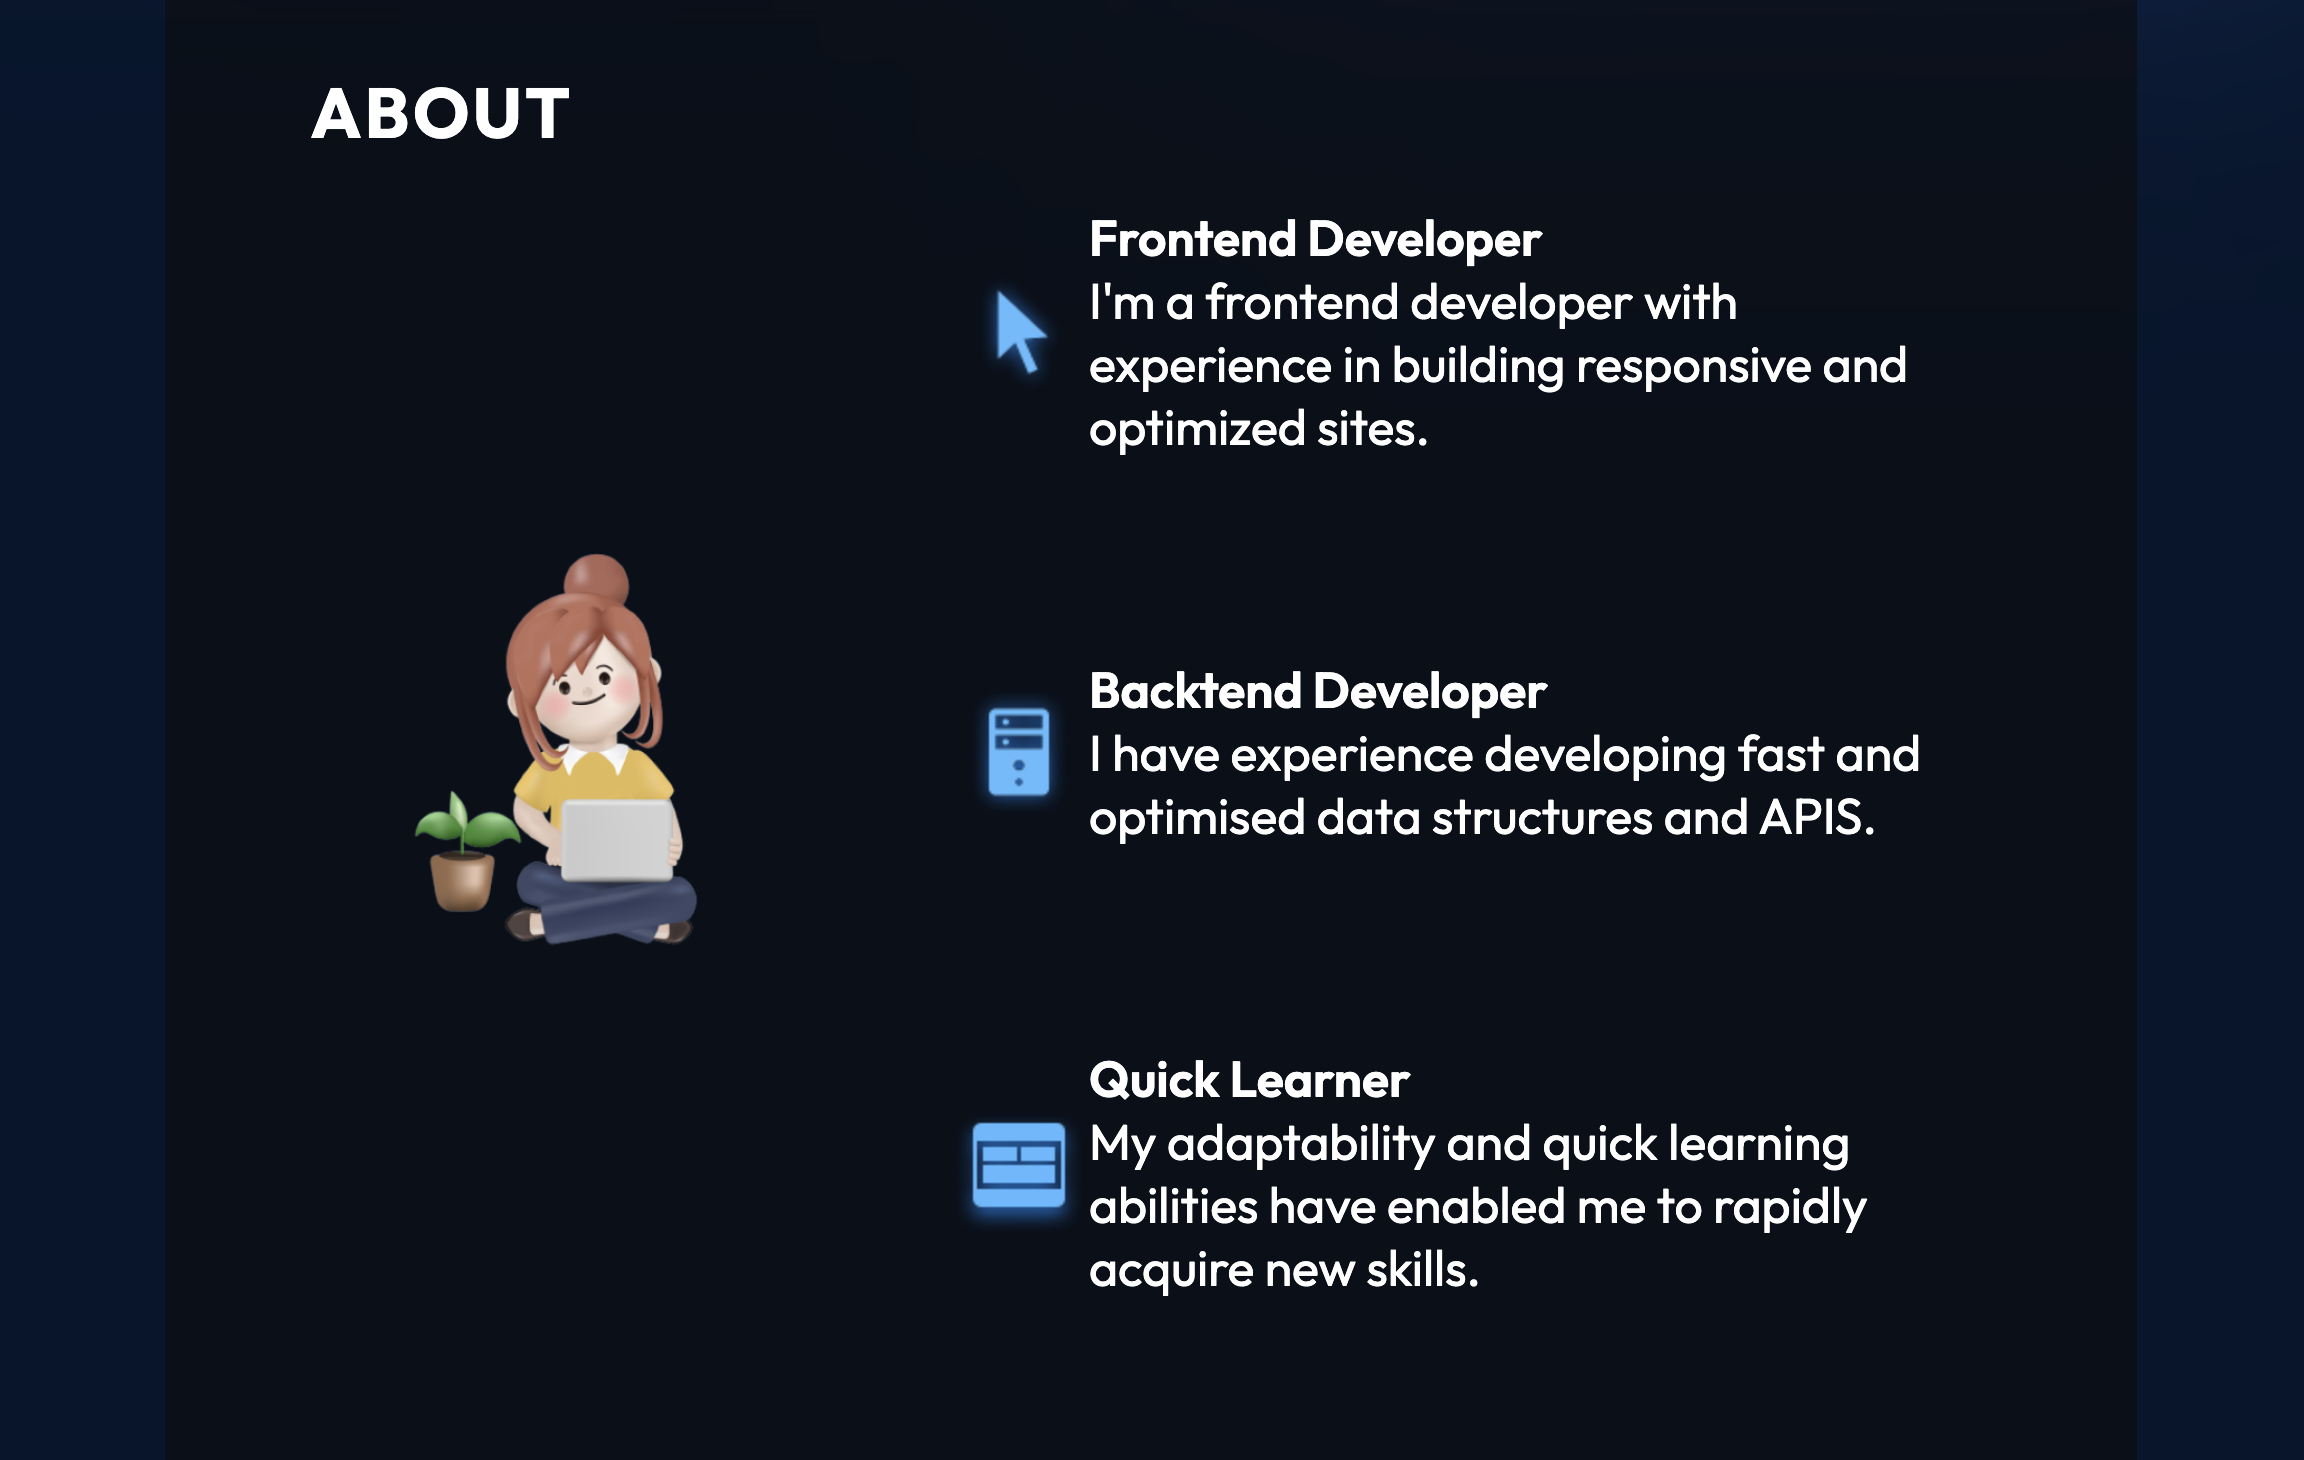 ABOUT
Frontend Developer
I'm a frontend developer with
experience in building responsive and
optimized sites.
Backtend Developer
I have experience developing fast and
optimised data structures and APIS.
Quick Learner
My adaptability and quick learning
abilities have enabled me to rapidly
acquire new skills.